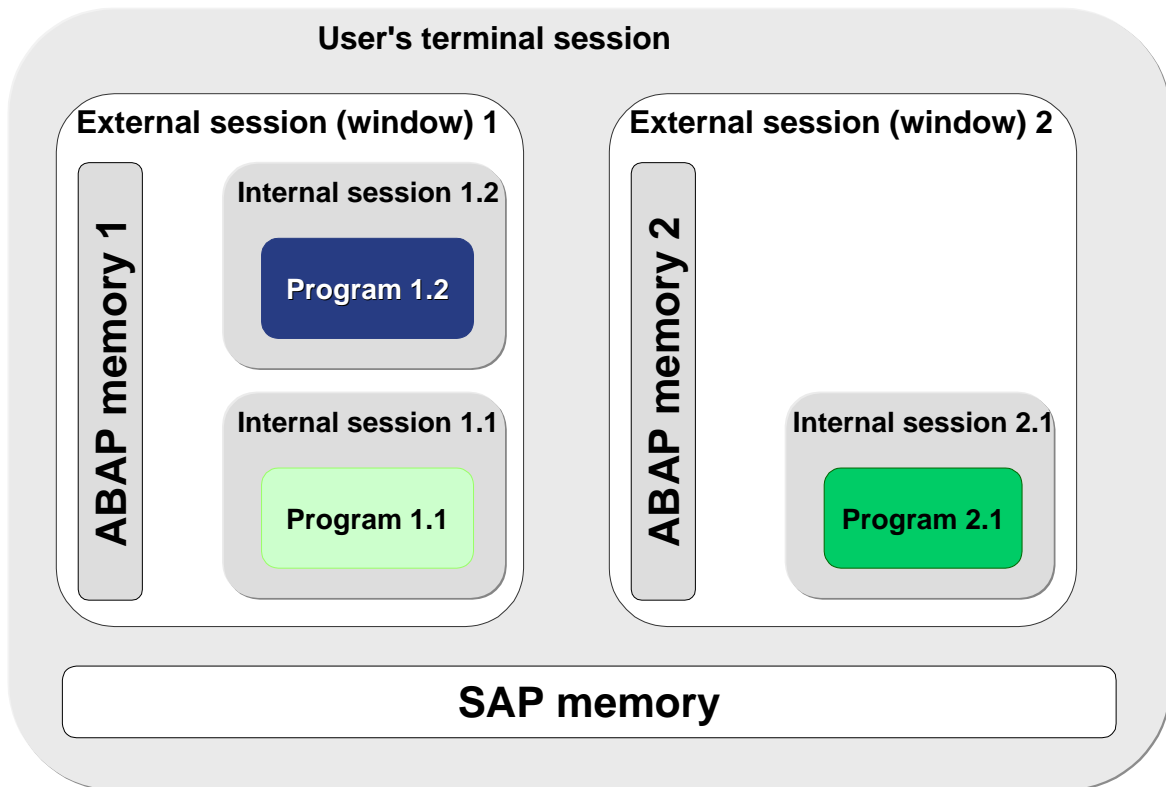 User's terminal session
External session (window) 1
ABAP memory 1
Internal session 1.2
Program 1.2
Internal session 1.1
Program 1.1
External session (window) 2
ABAP memory 2
Internal session 2.1
Program 2.1
SAP memory